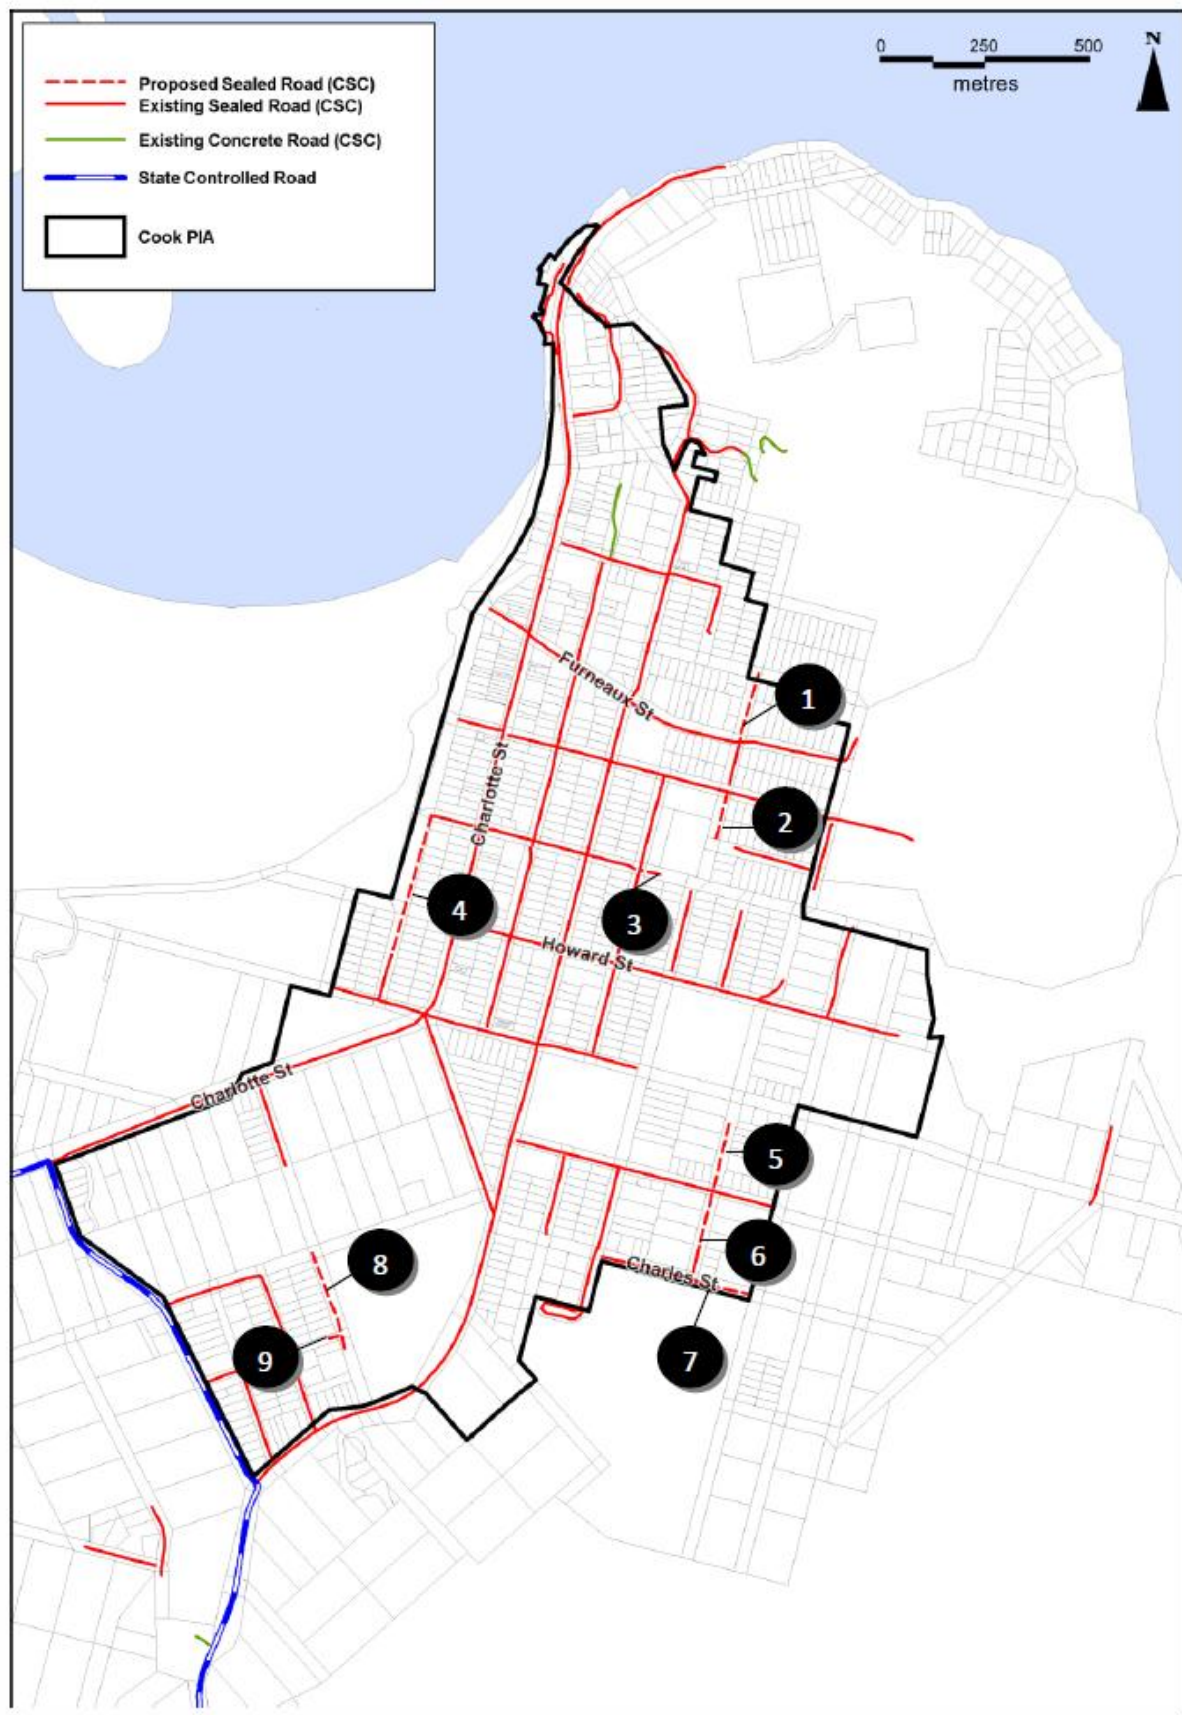 Proposed Sealed Road (CSC)
Existing Sealed Road (CSC)
Existing Concrete Road (CSC)
State Controlled Road
Cook PIA
0 250 500
metres
N
Furneaux St
1
Charlotte St
2
4
3
Howard St
Charlotte St
5
6
8
Charles St
7
9